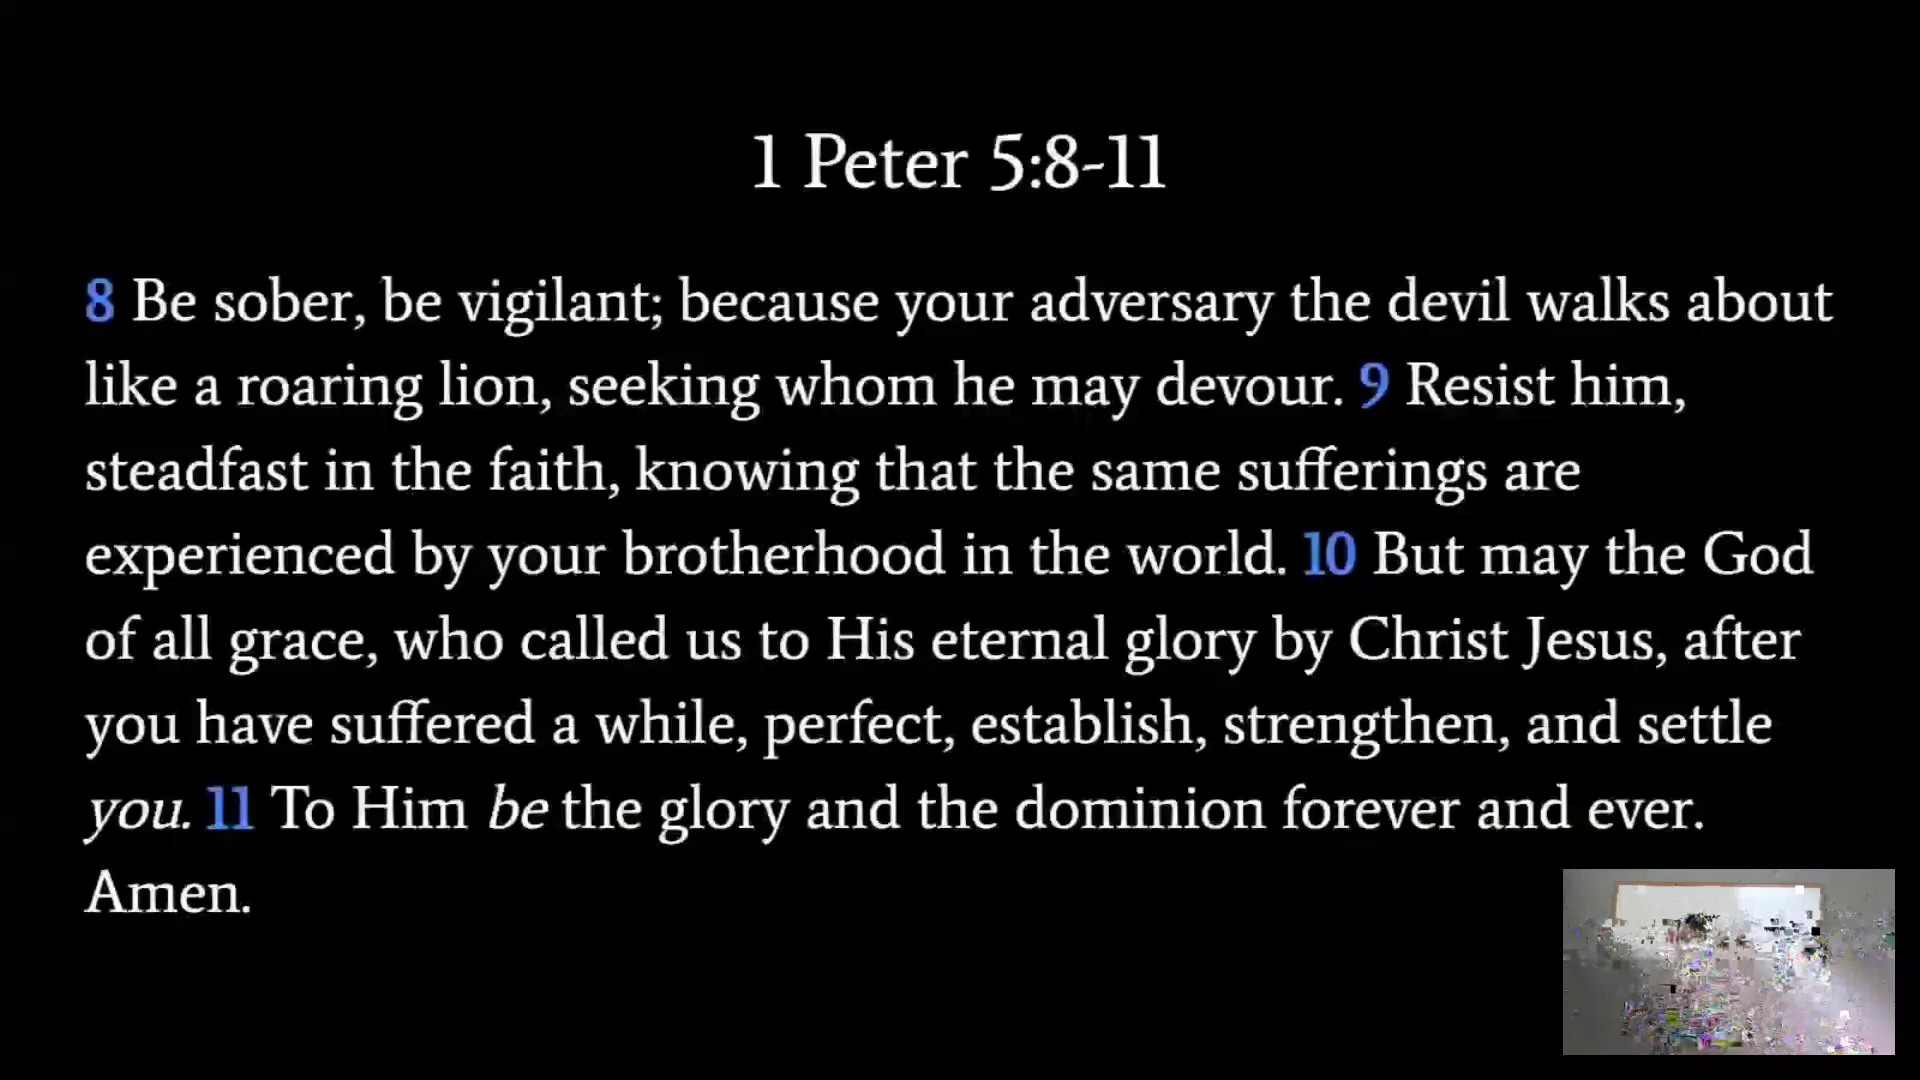 1 Peter 5:8-11
8 Be sober, be vigilant; because your adversary the devil walks about
like a roaring lion, seeking whom he may devour. 9 Resist him,
steadfast in the faith, knowing that the same sufferings are
experienced by your brotherhood in the world. 10 But may the God
of all grace, who called us to His eternal glory by Christ Jesus, after
you have suffered a while, perfect, establish, strengthen, and settle
you. 11 To Him be the glory and the dominion forever and ever.
Amen.